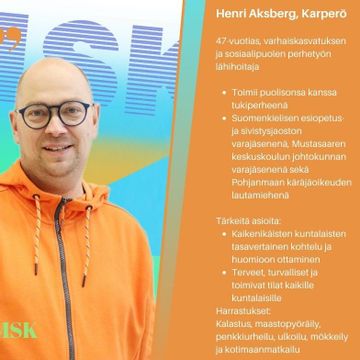 Henri Aksberg, Karperö
47-vuotias, varhaiskasvatuksen
ja sosiaalipuolen perhetyön
lähihoitaja
Toimii puolisonsa kanssa
tukiperheenä
Suomenkielisen esiopetus-
ja sivistysjaoston
varajäsenenä, Mustasaaren
keskuskoulun johtokunnan
varajäsenenä sekä
Pohjanmaan käräjäoikeuden
lautamiehenä
Tärkeitä asioita:
Kaikenikäisten kuntalaisten
tasavertainen kohtelu ja
huomioon ottaminen
Terveet, turvalliset ja
toimivat tilat kaikille
kuntalaisille
Harrastukset:
Kalastus, maastopyöräily,
penkkiurheilu, ulkoilu, mökkeily
ja kotimaanmatkailu
MSK